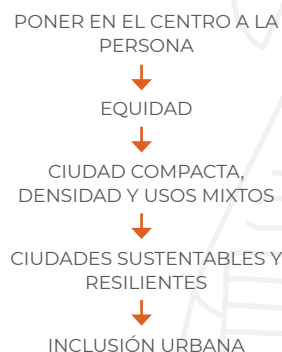 PONER EN EL CENTRO A LA
PERSONA
EQUIDAD
CIUDAD COMPACTA,
DENSIDAD Y USOS MIXTOS
CIUDADES SUSTENTABLES Y
RESILIENTES
INCLUSIÓN URBANA